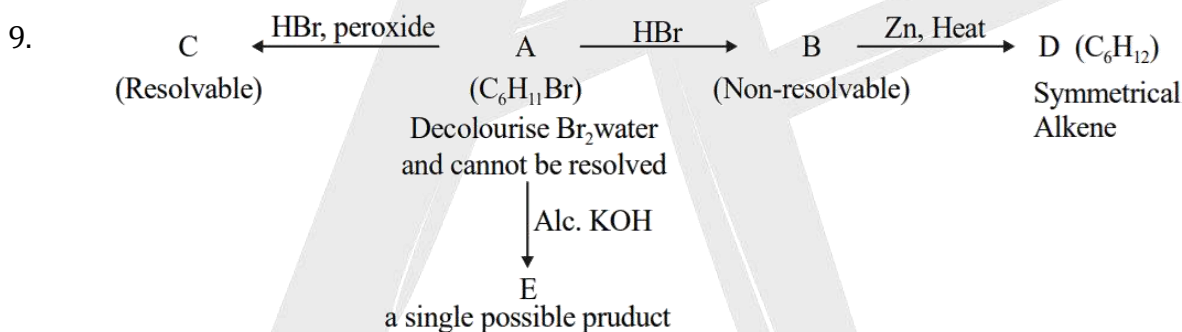 9.
C ← HBr, peroxide A HBr → B Zn, Heat → D (C₆H₁₂)
(Resolvable) (C₆H₁₁Br) (Non-resolvable) Symmetrical
Alkene
Decolourise Br₂water
and cannot be resolved
Alc. KOH
E
a single possible pruduct